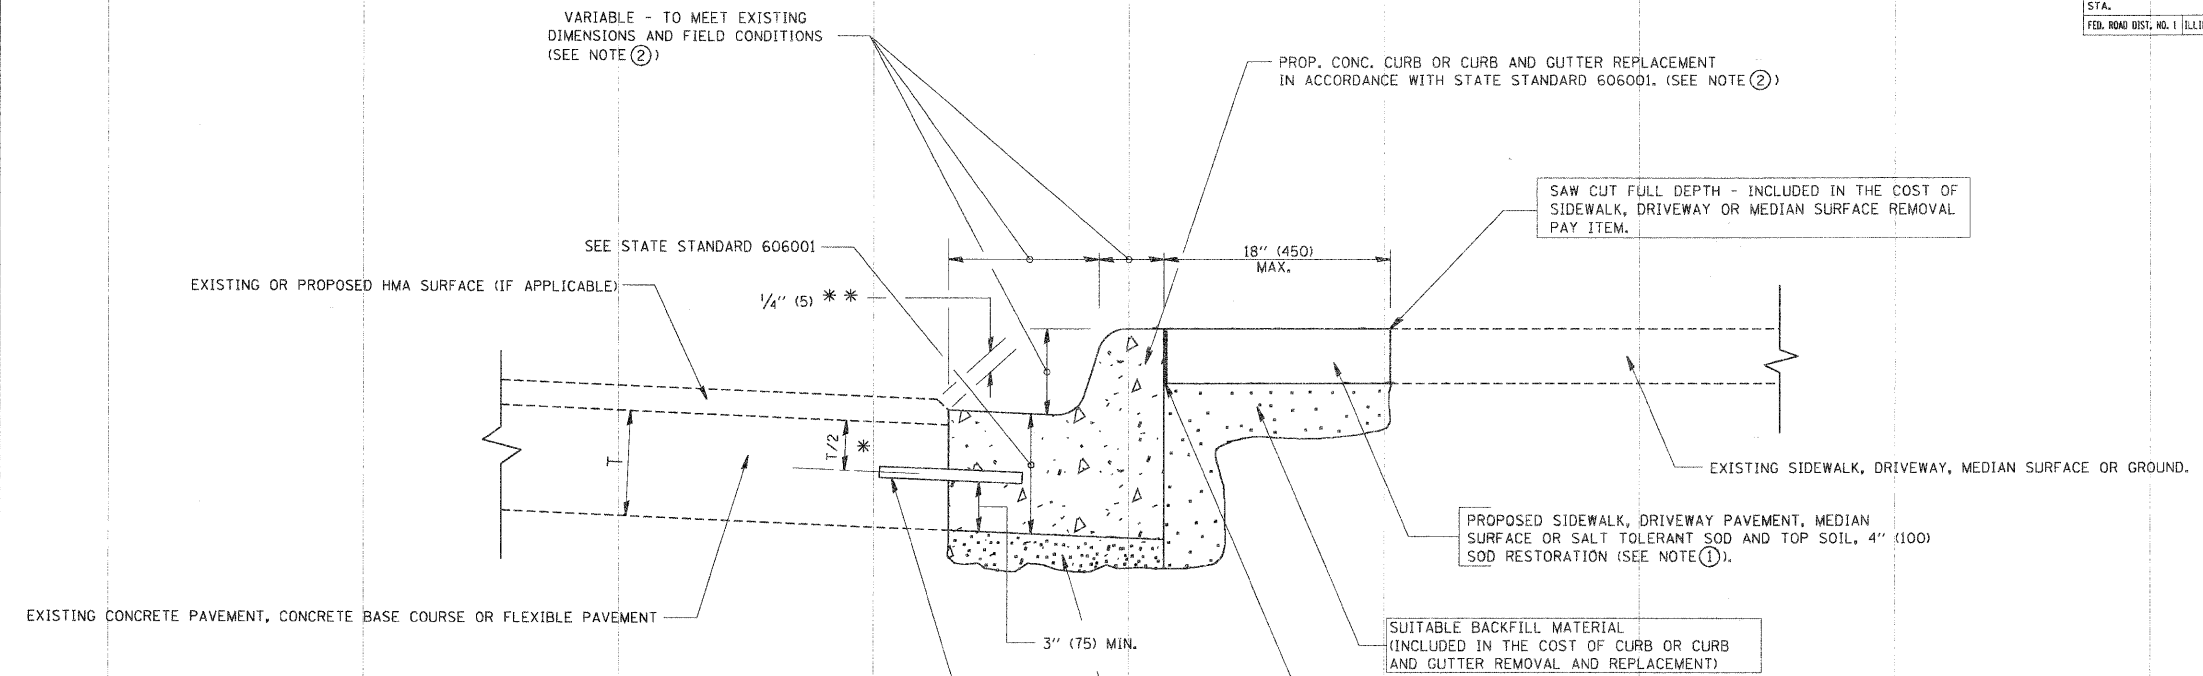 VARIABLE - TO MEET EXISTING
DIMENSIONS AND FIELD CONDITIONS
(SEE NOTE ②)
STA.
FED. ROAD DIST. NO. 1
PROP. CONC. CURB OR CURB AND GUTTER REPLACEMENT
IN ACCORDANCE WITH STATE STANDARD 606001. (SEE NOTE ②)
SAW CUT FULL DEPTH - INCLUDED IN THE COST OF
SIDEWALK, DRIVEWAY OR MEDIAN SURFACE REMOVAL
PAY ITEM.
SEE STATE STANDARD 606001
18" (450)
MAX.
EXISTING OR PROPOSED HMA SURFACE (IF APPLICABLE)
1/4" (5) * *
T
T/2 *
EXISTING SIDEWALK, DRIVEWAY, MEDIAN SURFACE OR GROUND.
PROPOSED SIDEWALK, DRIVEWAY PAVEMENT, MEDIAN
SURFACE OR SALT TOLERANT SOD AND TOP SOIL, 4" (100)
SOD RESTORATION (SEE NOTE ①).
EXISTING CONCRETE PAVEMENT, CONCRETE BASE COURSE OR FLEXIBLE PAVEMENT
3" (75) MIN.
SUITABLE BACKFILL MATERIAL
(INCLUDED IN THE COST OF CURB OR CURB
AND GUTTER REMOVAL AND REPLACEMENT)